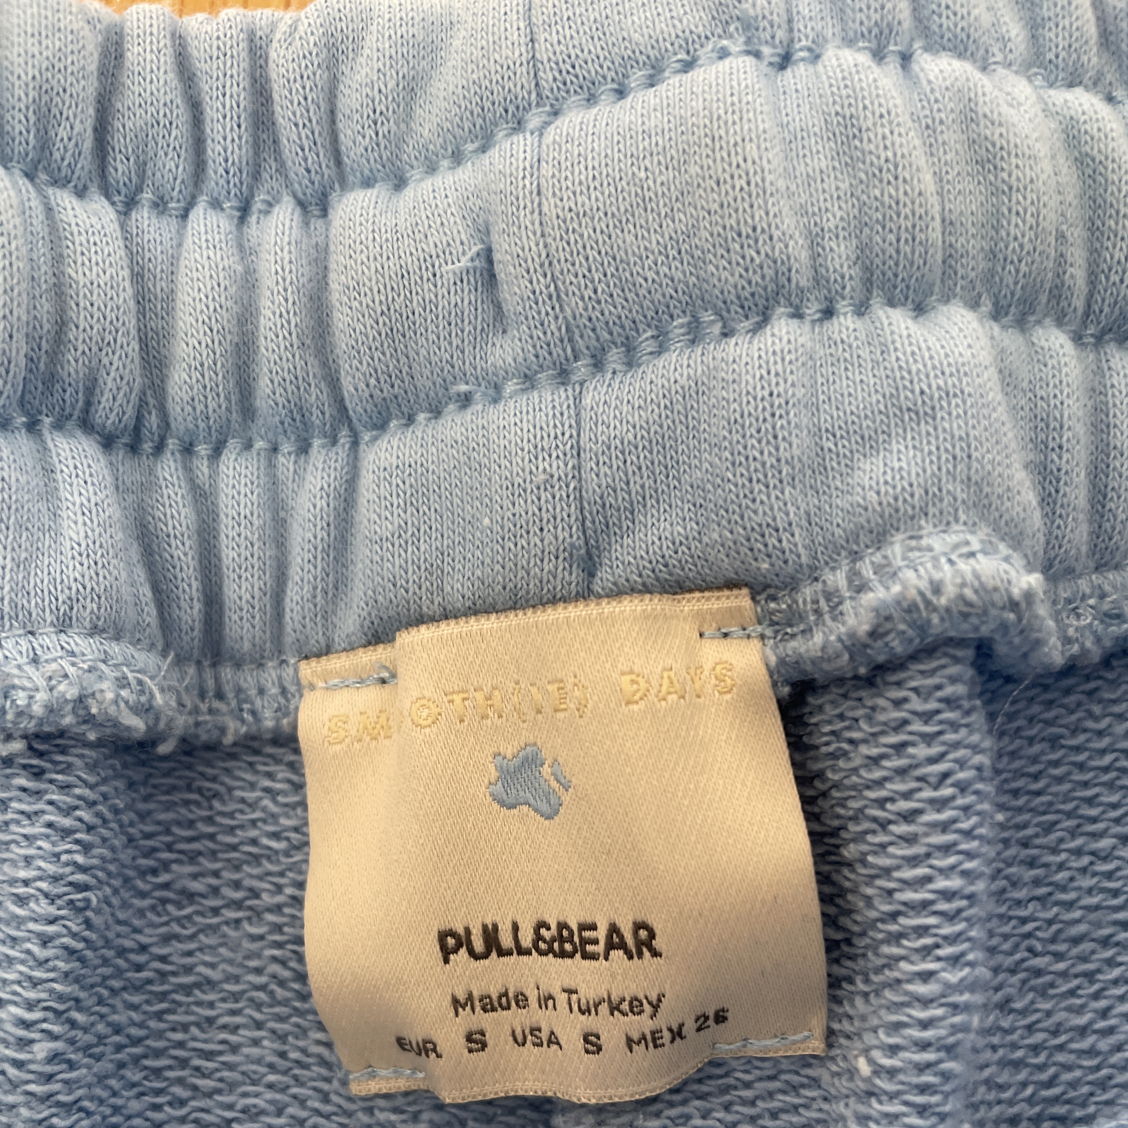 SMOOTH(IE) DAYS
PULL&BEAR
Made in Turkey
EUR S USA S MEX 26